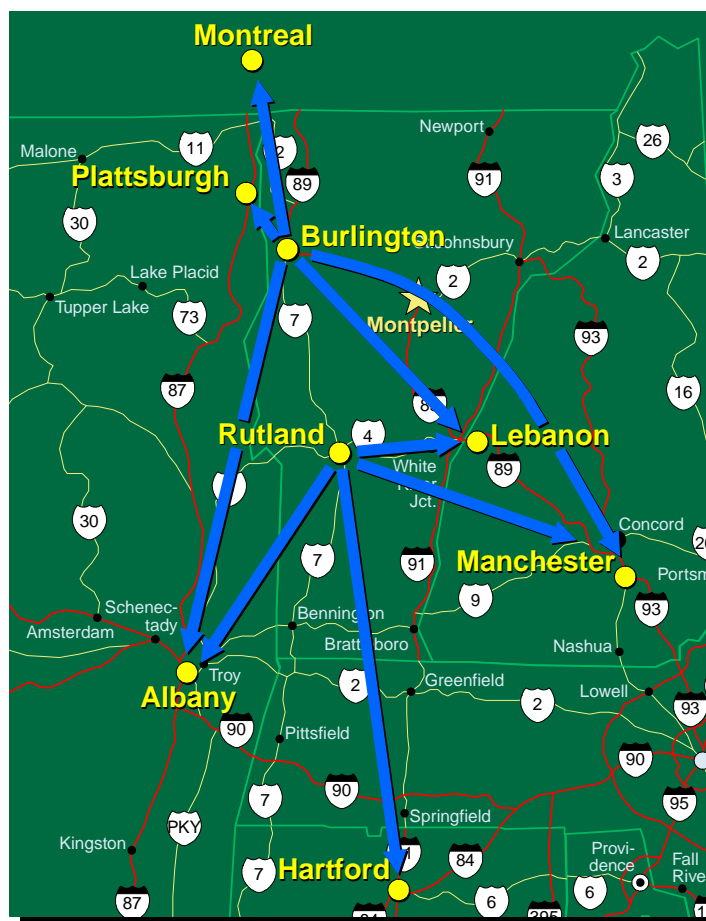 Montreal
Newport
26
Malone
11
2
Plattsburgh
89
91
3
30
Burlington
St Johnsbury
Lancaster
Lake Placid
2
2
Tupper Lake
73
7
Montpelier
93
87
16
Rutland
4
Lebanon
White
River
Jct.
89
30
Concord
7
91
Manchester
9
93
Schenec-
tady
Amsterdam
Bennington
Brattleboro
Nashua
Troy
Albany
2
Greenfield
2
Lowell
93
90
Pittsfield
90
90
7
95
PKY
Springfield
Kingston
7
Hartford
84
Provi-
dence
Fall
River
87
6
6